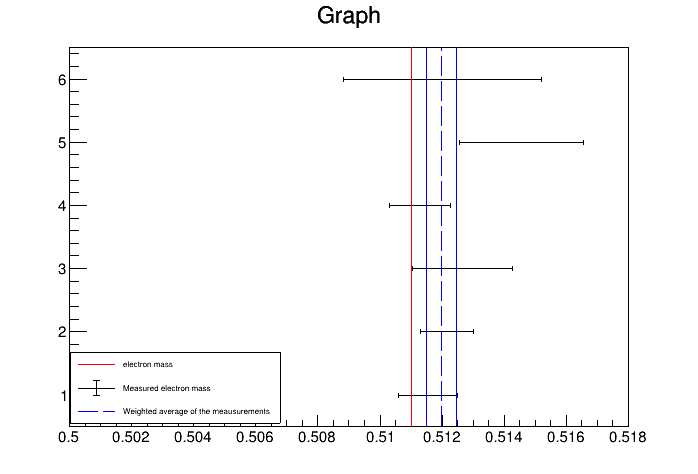 Graph
6
5
4
3
2
1
electron mass
Measured electron mass
Weighted average of the meausurements
0.5 0.502 0.504 0.506 0.508 0.51 0.512 0.514 0.516 0.518